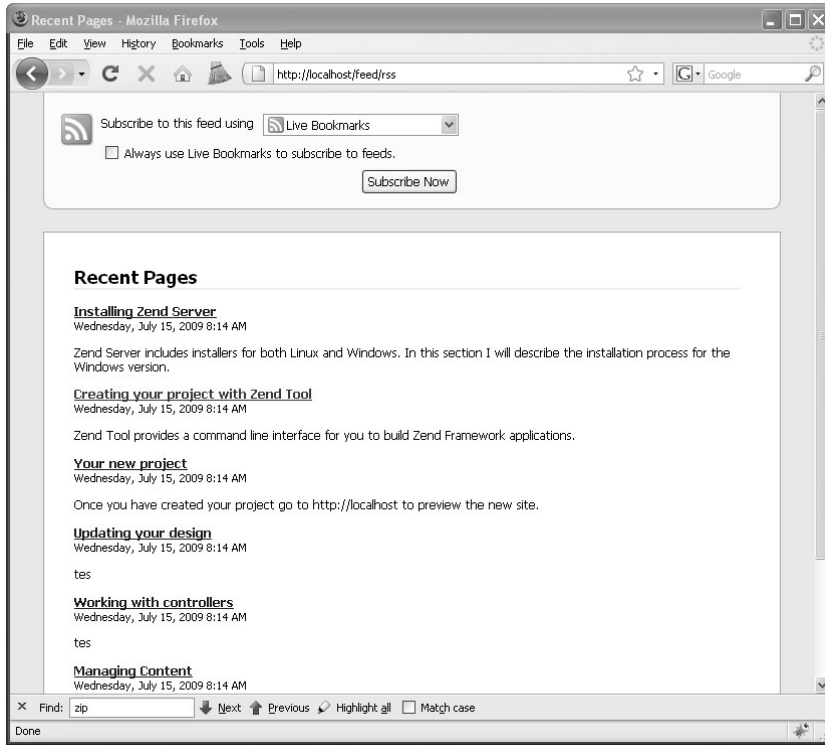 Recent Pages - Mozilla Firefox
File Edit View History Bookmarks Tools Help
http://localhost/feed/rss
G Google
Subscribe to this feed using Live Bookmarks
Always use Live Bookmarks to subscribe to feeds.
Subscribe Now
Recent Pages
Installing Zend Server
Wednesday, July 15, 2009 8:14 AM
Zend Server includes installers for both Linux and Windows. In this section I will describe the installation process for the
Windows version.
Creating your project with Zend Tool
Wednesday, July 15, 2009 8:14 AM
Zend Tool provides a command line interface for you to build Zend Framework applications.
Your new project
Wednesday, July 15, 2009 8:14 AM
Once you have created your project go to http://localhost to preview the new site.
Updating your design
Wednesday, July 15, 2009 8:14 AM
tes
Working with controllers
Wednesday, July 15, 2009 8:14 AM
tes
Managing Content
Wednesday, July 15, 2009 8:14 AM
Find: zip Next Previous Highlight all Match case
Done